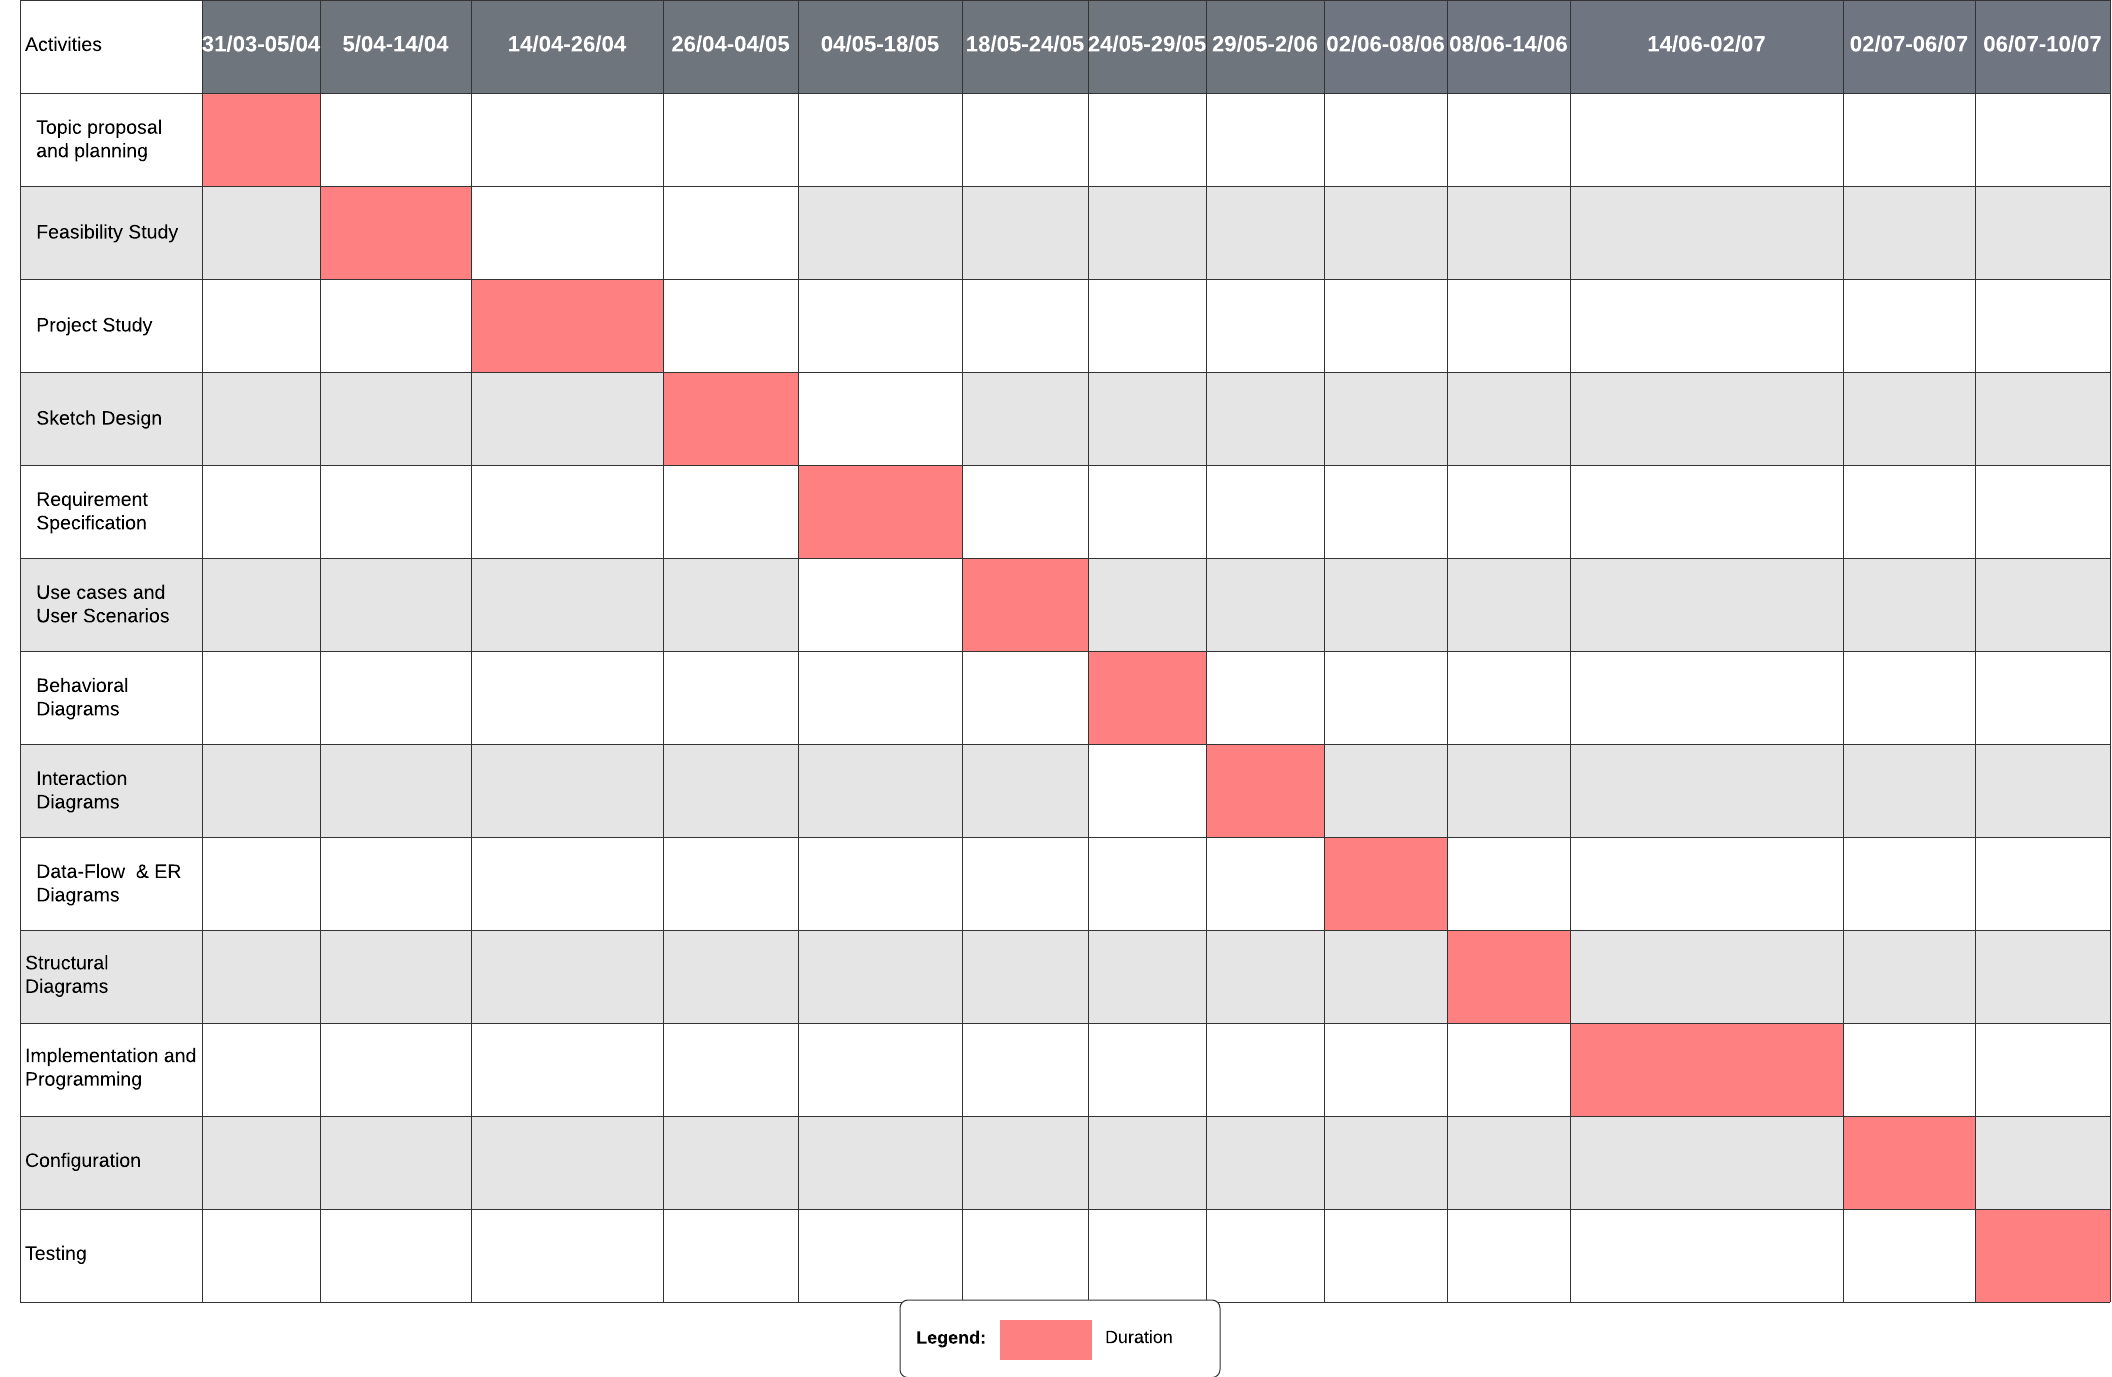 Activities 31/03-05/04 5/04-14/04 14/04-26/04 26/04-04/05 04/05-18/05 18/05-24/05 24/05-29/05 29/05-2/06 02/06-08/06 08/06-14/06 14/06-02/07 02/07-06/07 06/07-10/07
Topic proposal
and planning
Feasibility Study
Project Study
Sketch Design
Requirement
Specification
Use cases and
User Scenarios
Behavioral
Diagrams
Interaction
Diagrams
Data-Flow  & ER
Diagrams
Structural
Diagrams
Implementation and
Programming
Configuration
Testing
Legend: Duration